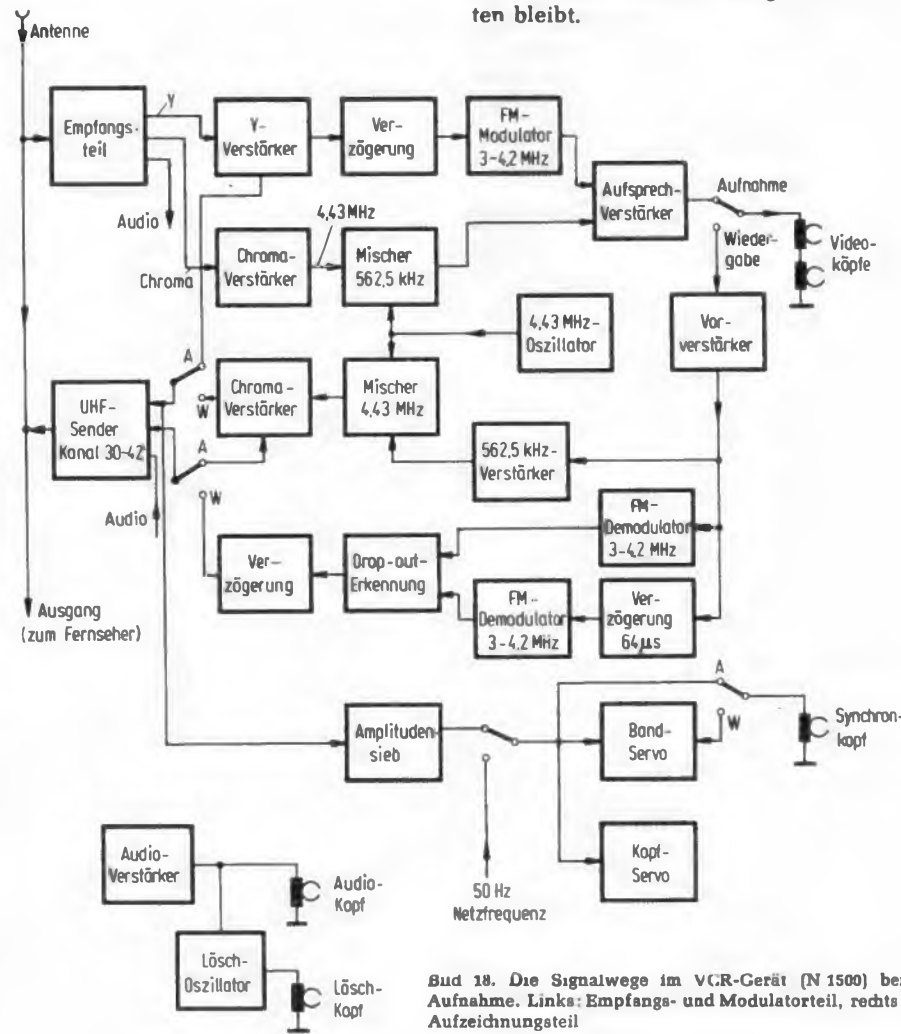 ten bleibt.
Antenne
Empfangs-
teil
Y
Y-
Verstärker
Ver-
zögerung
FM-
Modulator
3-4,2 MHz
Aufsprech-
Verstärker
Aufnahme
Wieder-
gabe
Video-
köpfe
Audio
Chroma
Chroma-
Verstärker
4,43 MHz
Mischer
562,5 kHz
4,43 MHz-
Oszillator
Vor-
verstärker
UHF-
Sender
Kanal 30-42
A
W
Chroma-
Verstärker
Mischer
4,43 MHz
562,5 kHz-
Verstärker
A
W
Audio
Ver-
zögerung
Drop-out-
Erkennung
FM-
Demodulator
3-4,2 MHz
FM-
Demodulator
3-4,2 MHz
Ver-
zögerung
64µs
Ausgang
(zum Fernseher)
Amplituden-
sieb
Band-
Servo
A
W
Synchron-
kopf
Kopf-
Servo
50 Hz
Netzfrequenz
Audio-
Verstärker
Audio-
Kopf
Lösch-
Oszillator
Lösch-
Kopf
Bild 18. Die Signalwege im VCR-Gerät (N 1500) bei
Aufnahme. Links: Empfangs- und Modulatorteil, rechts
Aufzeichnungsteil